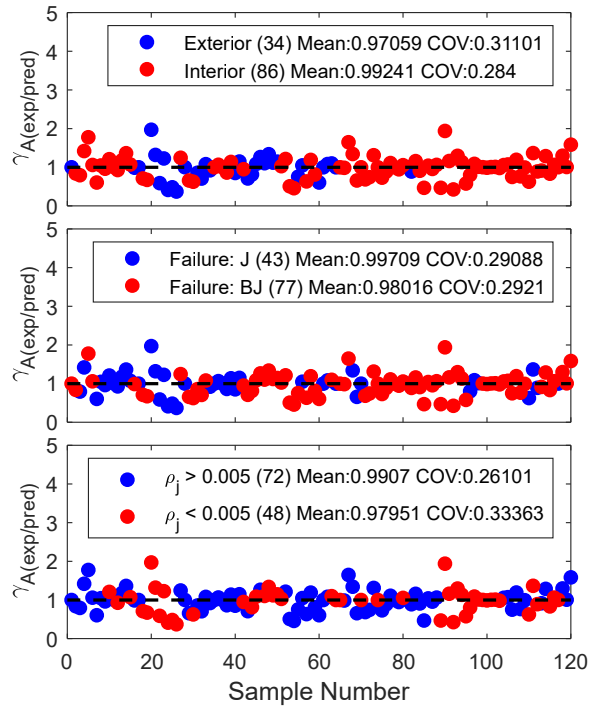 5
4
3
2
1
0
γA(exp/pred)
Exterior (34) Mean:0.97059 COV:0.31101
Interior (86) Mean:0.99241 COV:0.284
5
4
3
2
1
0
γA(exp/pred)
Failure: J (43) Mean:0.99709 COV:0.29088
Failure: BJ (77) Mean:0.98016 COV:0.2921
5
4
3
2
1
0
γA(exp/pred)
ρj > 0.005 (72) Mean:0.9907 COV:0.26101
ρj < 0.005 (48) Mean:0.97951 COV:0.33363
0 20 40 60 80 100 120
Sample Number